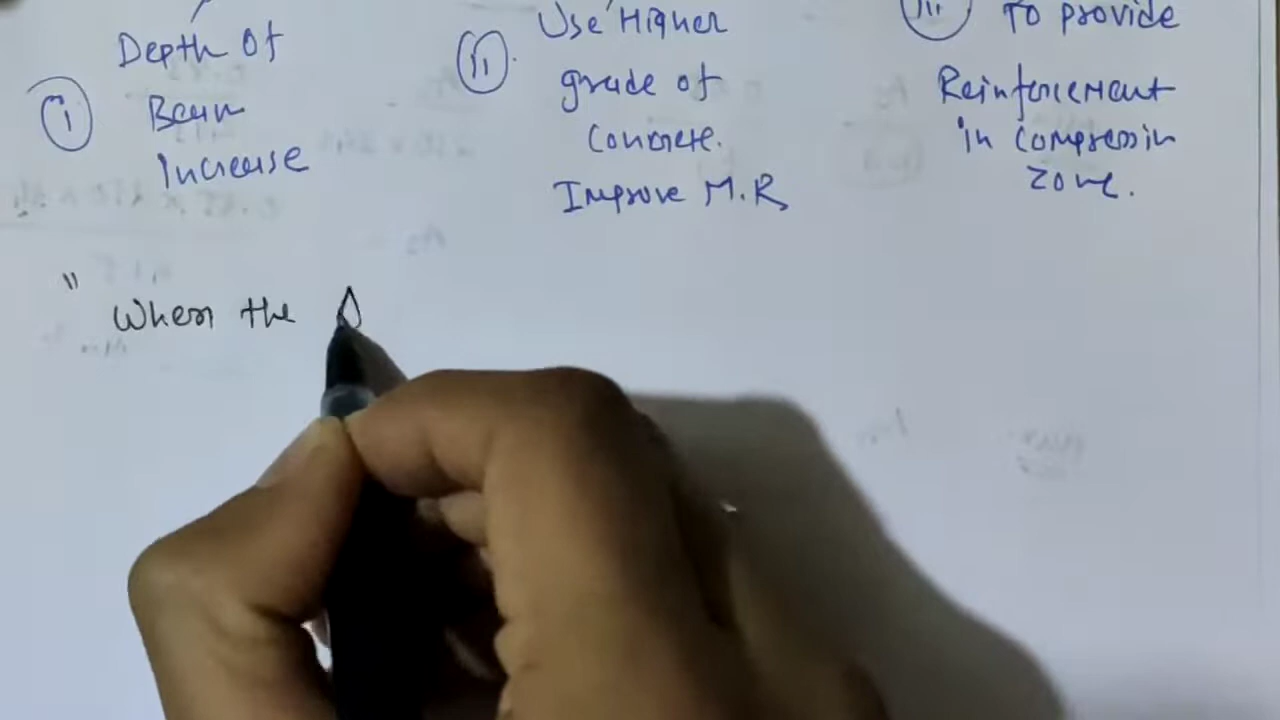 Depth Of
(i) Beam
Increase
(ii) Use Higher
grade of
Concrete.
Improve M.R
(iii) To provide
Reinforcement
in compression
zone.
" When the